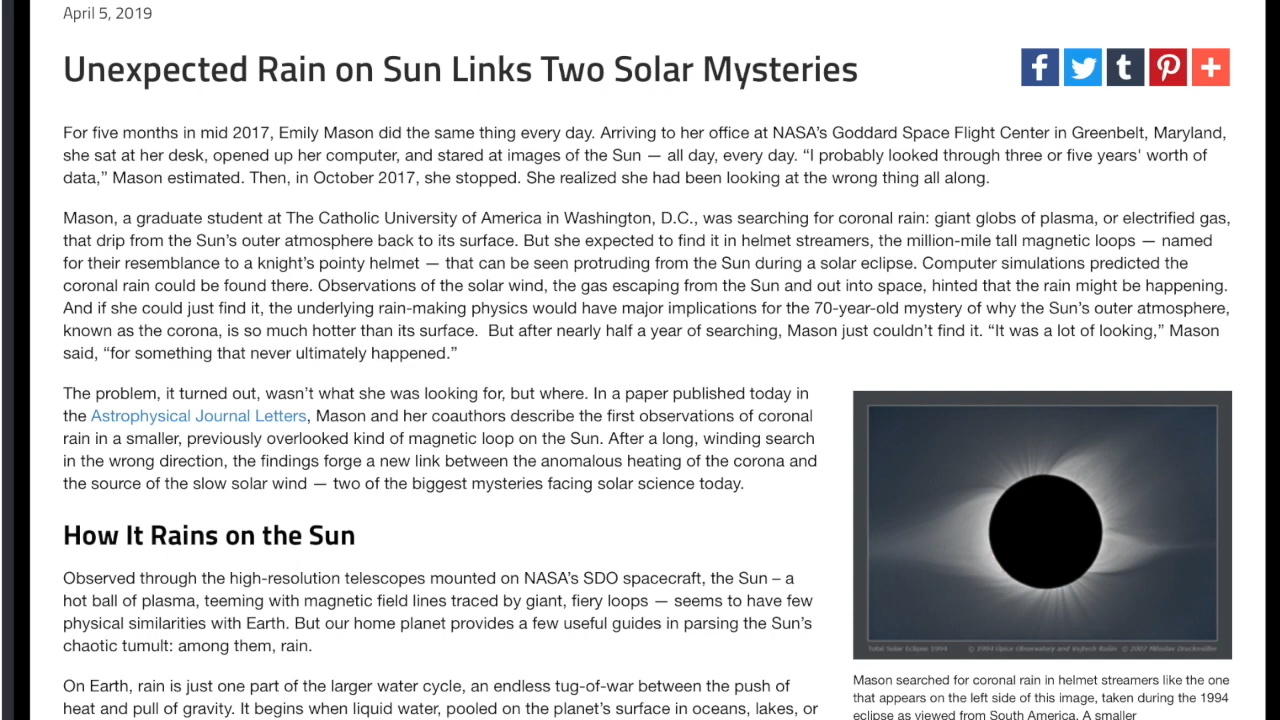 April 5, 2019
Unexpected Rain on Sun Links Two Solar Mysteries
For five months in mid 2017, Emily Mason did the same thing every day. Arriving to her office at NASA’s Goddard Space Flight Center in Greenbelt, Maryland,
she sat at her desk, opened up her computer, and stared at images of the Sun — all day, every day. “I probably looked through three or five years' worth of
data,” Mason estimated. Then, in October 2017, she stopped. She realized she had been looking at the wrong thing all along.
Mason, a graduate student at The Catholic University of America in Washington, D.C., was searching for coronal rain: giant globs of plasma, or electrified gas,
that drip from the Sun’s outer atmosphere back to its surface. But she expected to find it in helmet streamers, the million-mile tall magnetic loops — named
for their resemblance to a knight’s pointy helmet — that can be seen protruding from the Sun during a solar eclipse. Computer simulations predicted the
coronal rain could be found there. Observations of the solar wind, the gas escaping from the Sun and out into space, hinted that the rain might be happening.
And if she could just find it, the underlying rain-making physics would have major implications for the 70-year-old mystery of why the Sun’s outer atmosphere,
known as the corona, is so much hotter than its surface.  But after nearly half a year of searching, Mason just couldn’t find it. “It was a lot of looking,” Mason
said, “for something that never ultimately happened.”
The problem, it turned out, wasn’t what she was looking for, but where. In a paper published today in
the Astrophysical Journal Letters, Mason and her coauthors describe the first observations of coronal
rain in a smaller, previously overlooked kind of magnetic loop on the Sun. After a long, winding search
in the wrong direction, the findings forge a new link between the anomalous heating of the corona and
the source of the slow solar wind — two of the biggest mysteries facing solar science today.
How It Rains on the Sun
Observed through the high-resolution telescopes mounted on NASA’s SDO spacecraft, the Sun – a
hot ball of plasma, teeming with magnetic field lines traced by giant, fiery loops — seems to have few
physical similarities with Earth. But our home planet provides a few useful guides in parsing the Sun’s
chaotic tumult: among them, rain.
On Earth, rain is just one part of the larger water cycle, an endless tug-of-war between the push of
heat and pull of gravity. It begins when liquid water, pooled on the planet’s surface in oceans, lakes, or
Total Solar Eclipse 1994 © 1994 Úpice Observatory and Vojtech Rušin © 2007 Miloslav Druckmüller
Mason searched for coronal rain in helmet streamers like the one
that appears on the left side of this image, taken during the 1994
eclipse as viewed from South America. A smaller